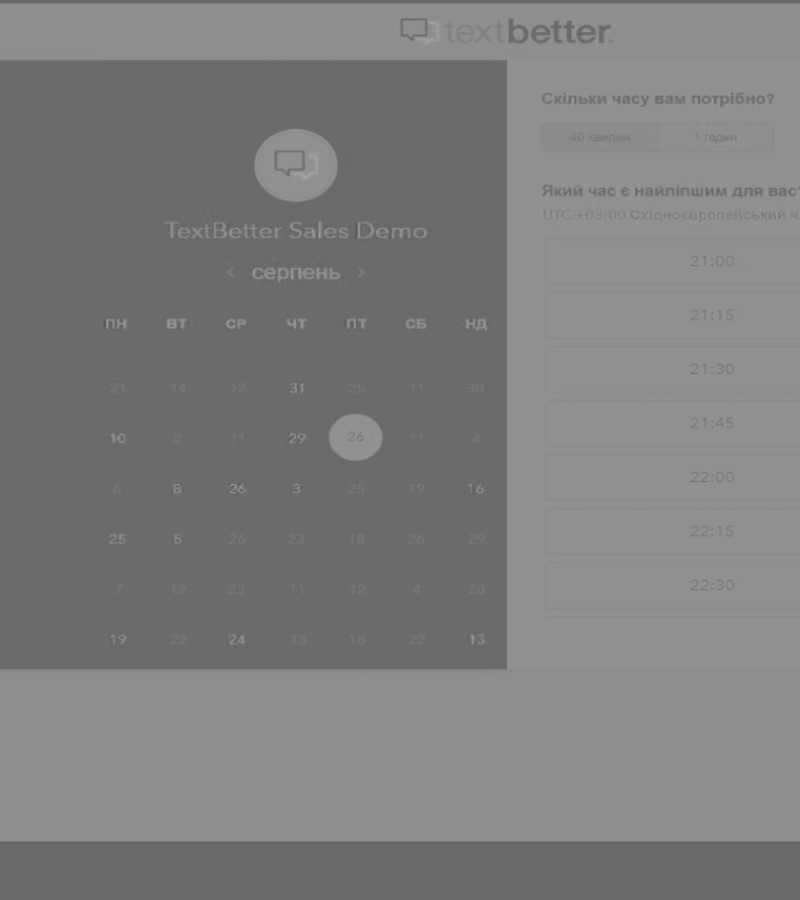 textbetter.
TextBetter Sales Demo
< серпень >
ПН ВТ СР ЧТ ПТ СБ НД
21 14 12 31 25 11 30
10 8 11 29 26 11 4
6 8 26 3 25 19 16
25 5 26 23 18 26 29
7 12 23 11 12 4 20
19 22 24 13 18 22 13
Скільки часу вам потрібно?
40 хвилин 1 годин
Який час є найліпшим для вас?
UTC +03:00 Східноєвропейський
21:00
21:15
21:30
21:45
22:00
22:15
22:30